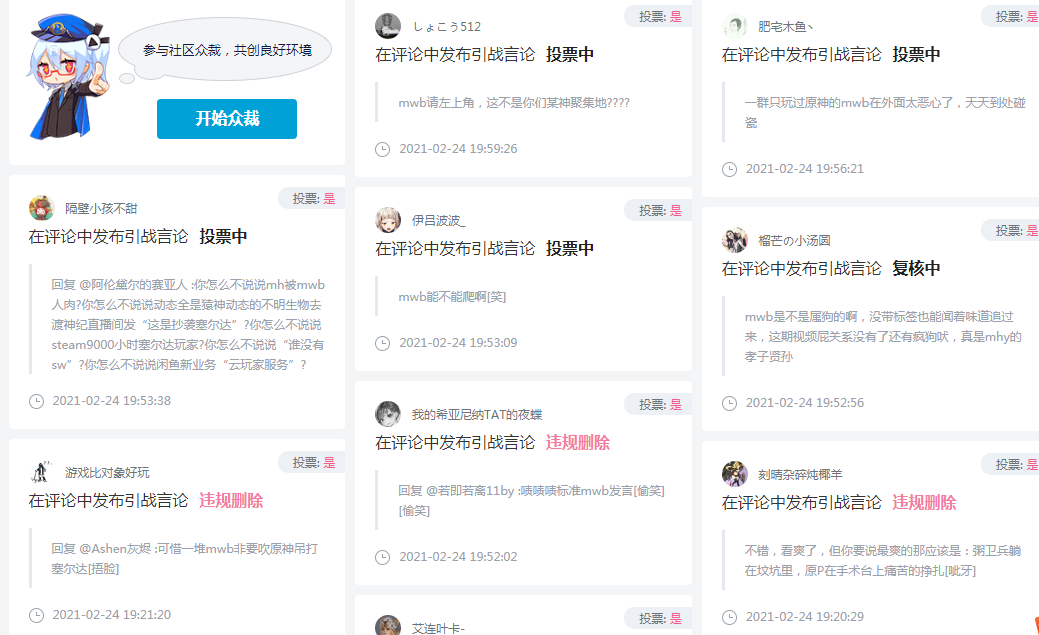 参与社区众裁，共创良好环境
开始众裁
投票: 是
隔壁小孩不甜
在评论中发布引战言论 投票中
回复 @阿伦黛尔的赛亚人 :你怎么不说说mh被mwb
人肉?你怎么不说说动态全是猿神动态的不明生物去
渡神纪直播间发“这是抄袭塞尔达”?你怎么不说说
steam9000小时塞尔达玩家?你怎么不说说“谁没有
sw”?你怎么不说说闲鱼新业务“云玩家服务”?
2021-02-24 19:53:38
投票: 是
游戏比对象好玩
在评论中发布引战言论 违规删除
回复 @Ashen灰烬 :可惜一堆mwb非要吹原神吊打
塞尔达[捂脸]
2021-02-24 19:21:20
投票: 是
しょこう512
在评论中发布引战言论 投票中
mwb请左上角，这不是你们某神聚集地????
2021-02-24 19:59:26
投票: 是
伊吕波波_
在评论中发布引战言论 投票中
mwb能不能爬啊[笑]
2021-02-24 19:53:09
投票: 是
我的希亚尼纳TAT的夜蝶
在评论中发布引战言论 违规删除
回复 @若即若离11by :啧啧啧标准mwb发言[偷笑]
[偷笑]
2021-02-24 19:52:02
投票: 是
艾连叶卡-
投票: 是
肥宅木鱼丶
在评论中发布引战言论 投票中
一群只玩过原神的mwb在外面太恶心了，天天到处碰
瓷
2021-02-24 19:56:21
投票: 是
榴芒の小汤圆
在评论中发布引战言论 复核中
mwb是不是属狗的啊，没带标签也能闻着味道追过
来，这期视频屁关系没有了还有疯狗吠，真是mhy的
孝子贤孙
2021-02-24 19:52:56
投票: 是
刻晴杂碎炖椰羊
在评论中发布引战言论 违规删除
不错，看爽了，但你要说最爽的那应该是：粥卫兵躺
在坟坑里，原P在手术台上痛苦的挣扎[呲牙]
2021-02-24 19:20:29